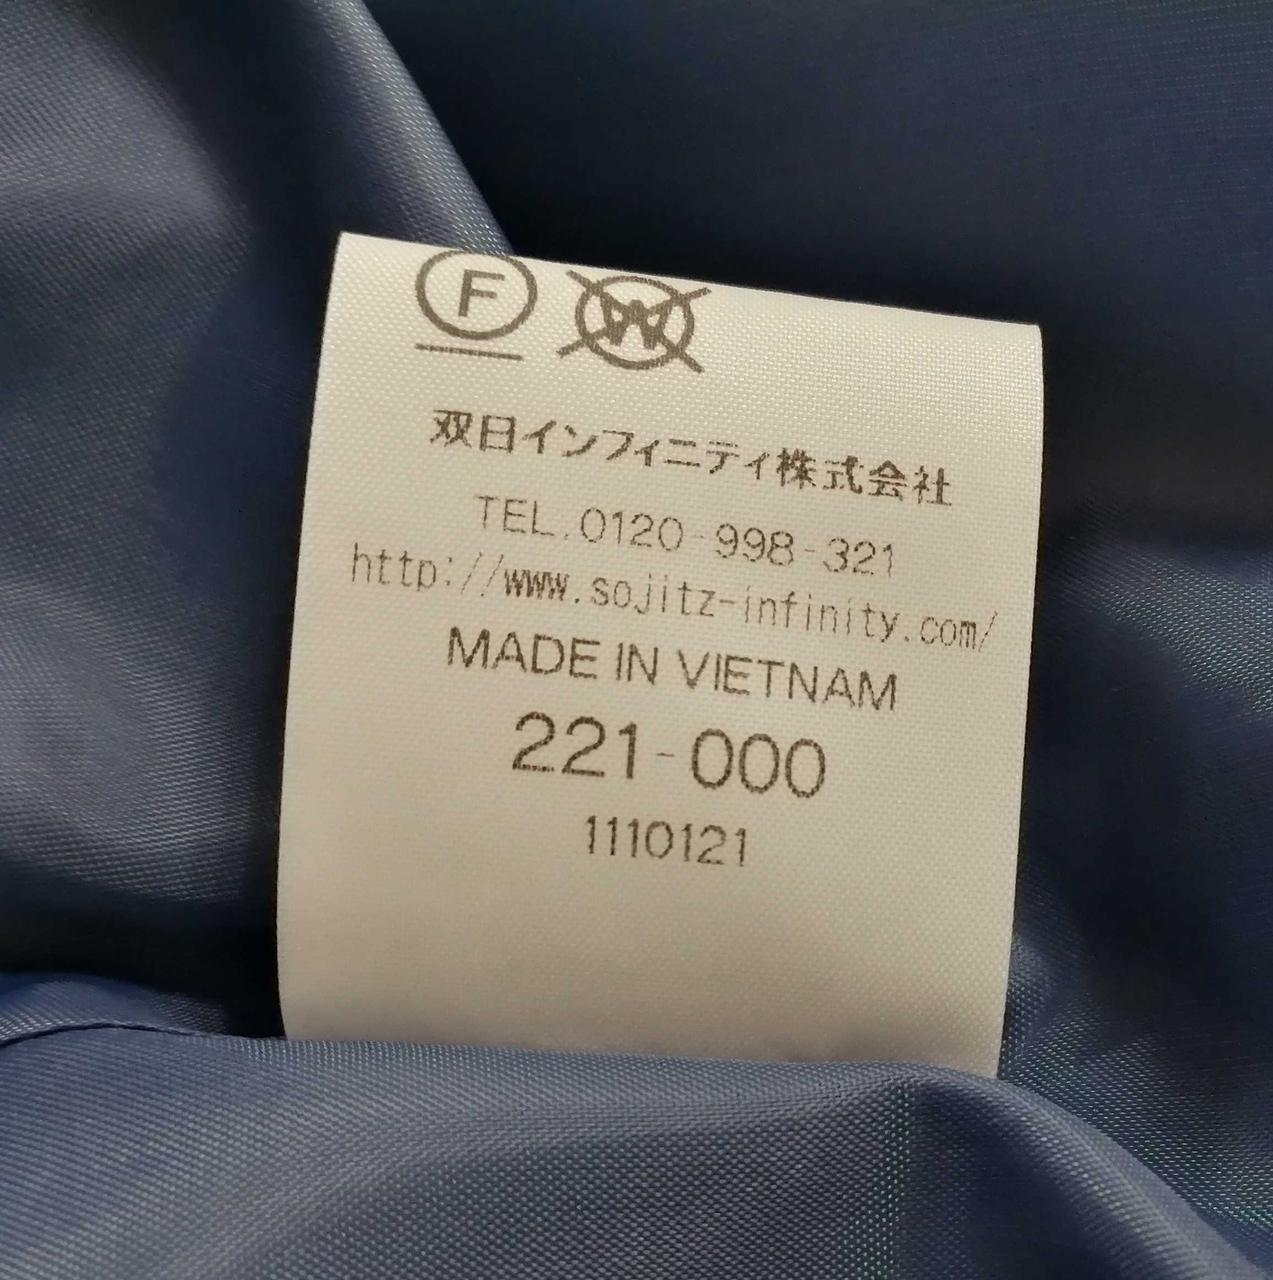 F W
双日インフィニティ株式会社
TEL.0120-998-321
http://www.sojitz-infinity.com/
MADE IN VIETNAM
221-000
1110121